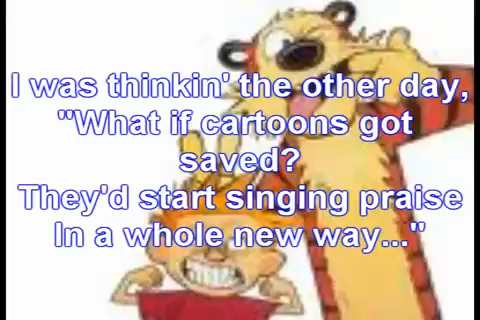 I was thinkin' the other day,
"What if cartoons got
saved?
They'd start singing praise
In a whole new way..."